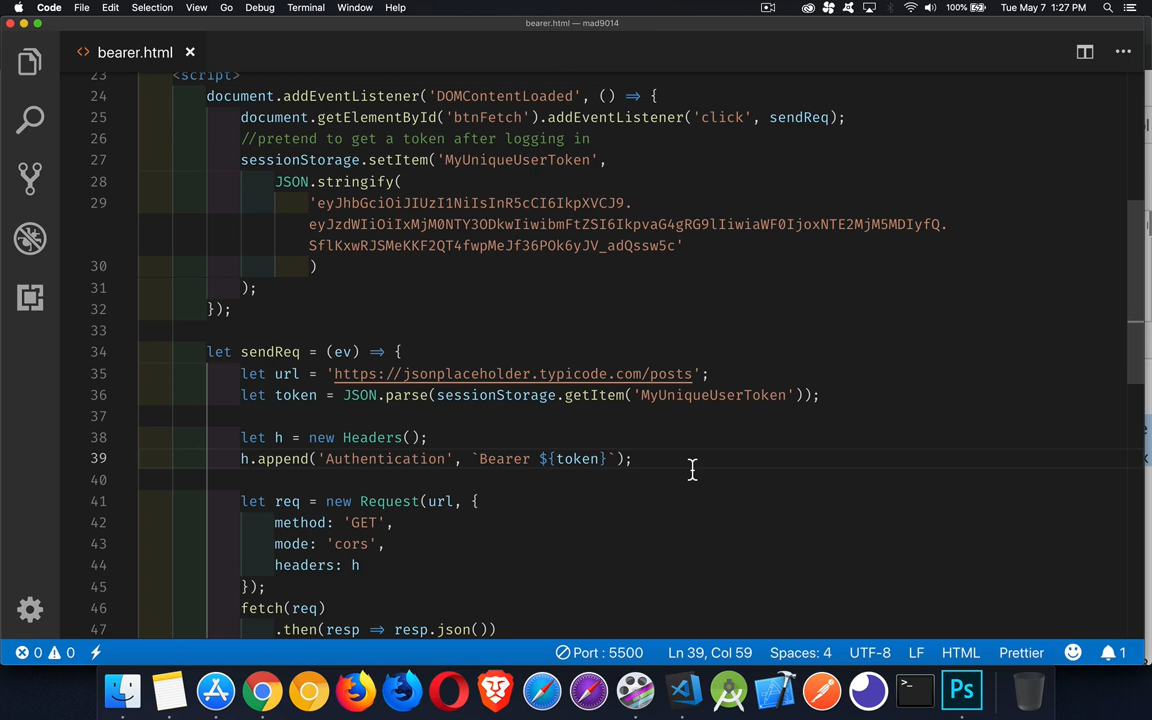 Code File Edit Selection View Go Debug Terminal Window Help 100% Tue May 7 1:27 PM
bearer.html — mad9014
<> bearer.html ×
23 <script>
24 document.addEventListener('DOMContentLoaded', () => {
25 document.getElementById('btnFetch').addEventListener('click', sendReq);
26 //pretend to get a token after logging in
27 sessionStorage.setItem('MyUniqueUserToken',
28 JSON.stringify(
29 'eyJhbGciOiJIUzI1NiIsInR5cCI6IkpXVCJ9.
eyJzdWIiOiIxMjM0NTY3ODkwIiwibmFtZSI6IkpvaG4gRG9lIiwiaWF0IjoxNTE2MjM5MDIyfQ.
SflKxwRJSMeKKF2QT4fwpMeJf36POk6yJV_adQssw5c'
30 )
31 );
32 });
33
34 let sendReq = (ev) => {
35 let url = 'https://jsonplaceholder.typicode.com/posts';
36 let token = JSON.parse(sessionStorage.getItem('MyUniqueUserToken'));
37
38 let h = new Headers();
39 h.append('Authentication', `Bearer ${token}`);
40
41 let req = new Request(url, {
42 method: 'GET',
43 mode: 'cors',
44 headers: h
45 });
46 fetch(req)
47 .then(resp => resp.json())
0 0 Port : 5500 Ln 39, Col 59 Spaces: 4 UTF-8 LF HTML Prettier 1
>_ Ps